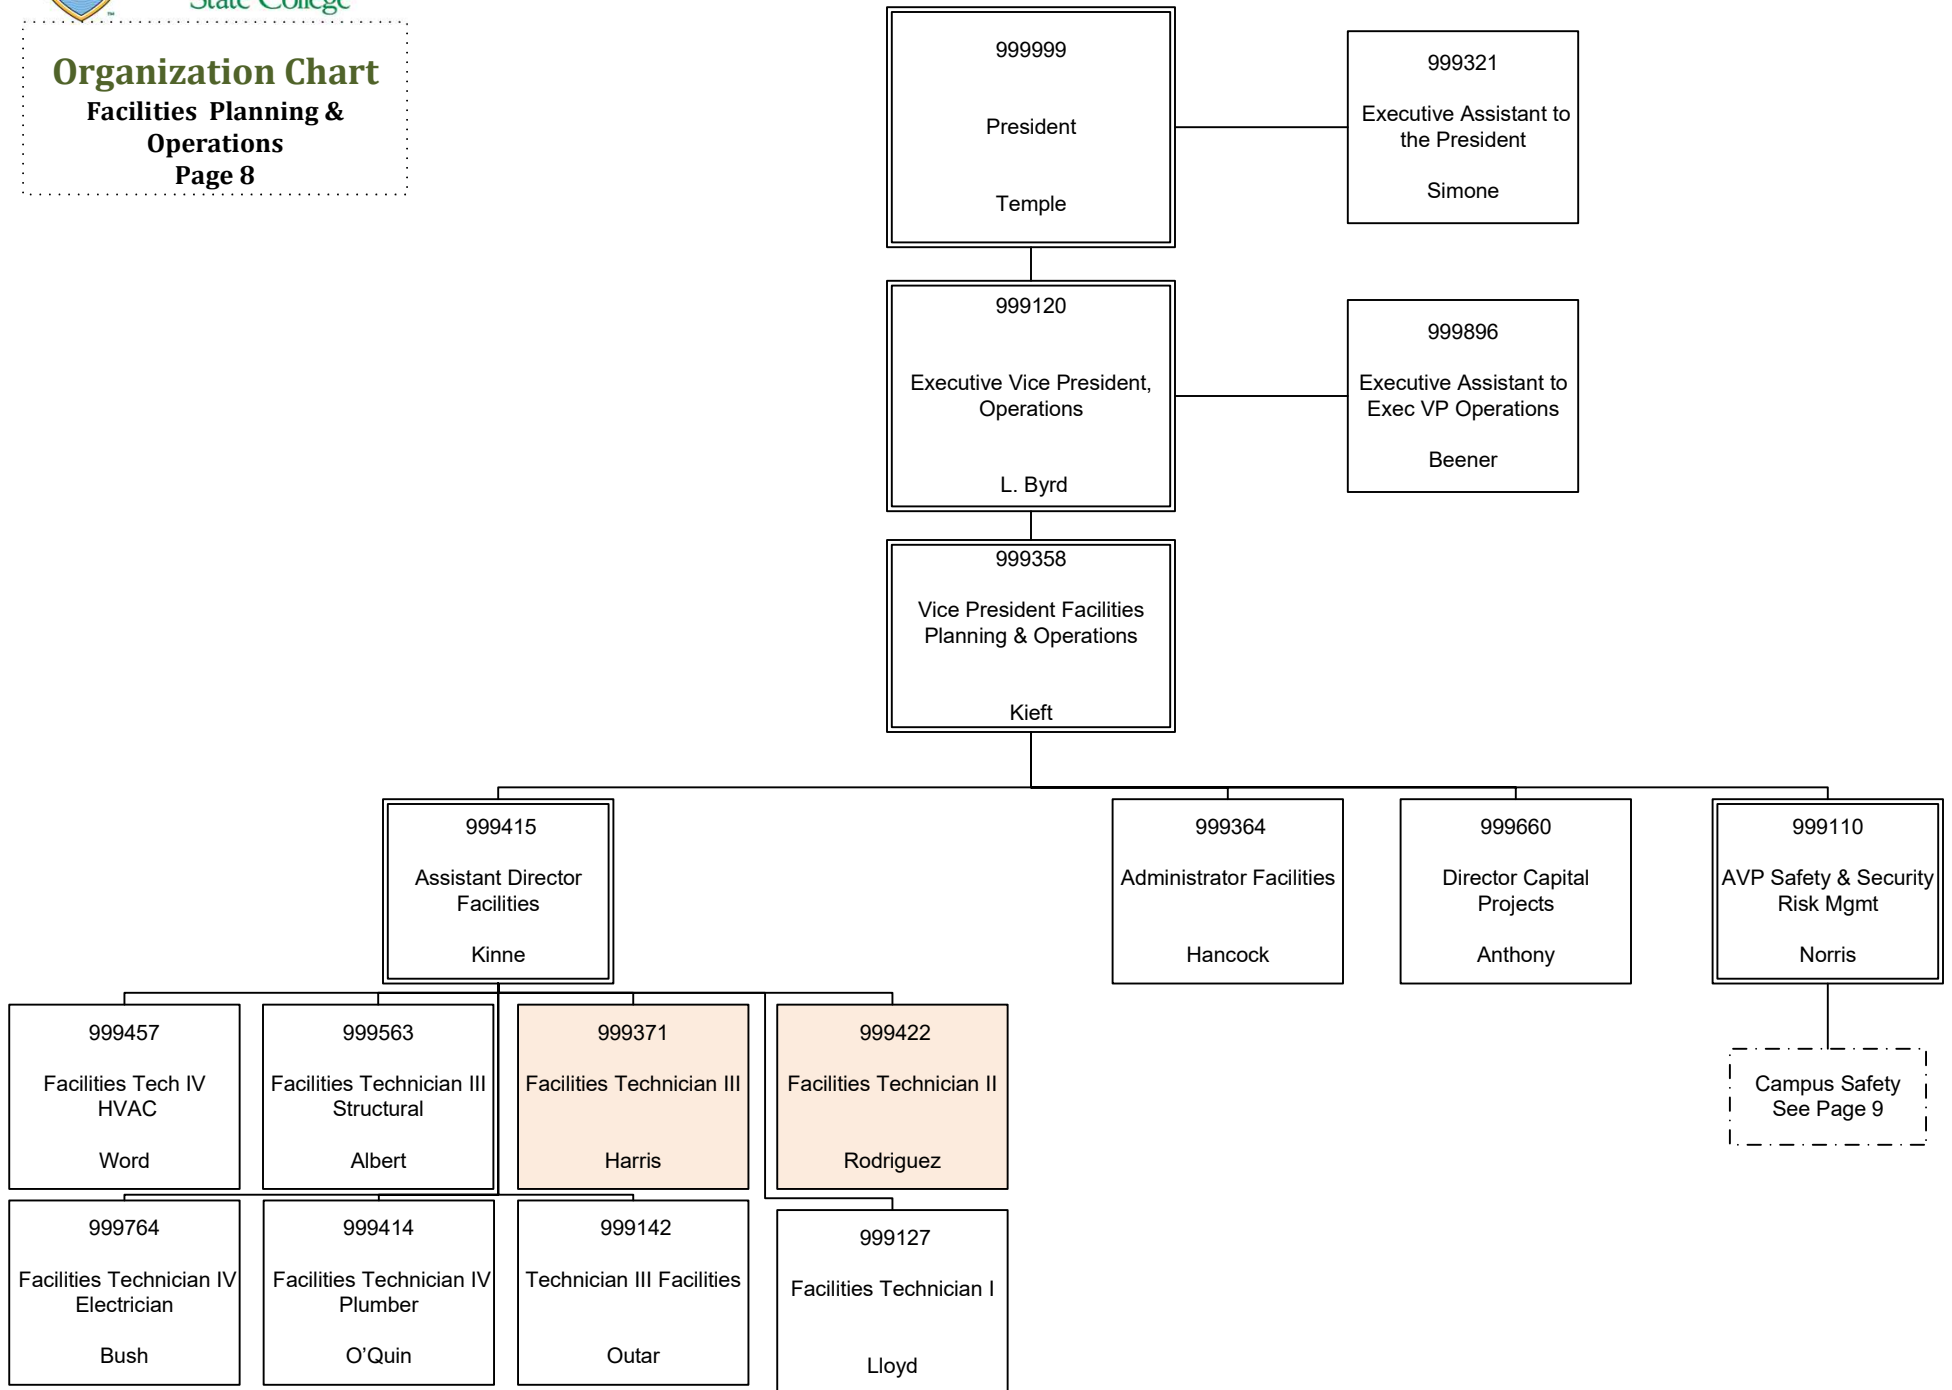 State College
Organization Chart
Facilities Planning &
Operations
Page 8
999999
President
Temple
999321
Executive Assistant to
the President
Simone
999120
Executive Vice President,
Operations
L. Byrd
999896
Executive Assistant to
Exec VP Operations
Beener
999358
Vice President Facilities
Planning & Operations
Kieft
999415
Assistant Director
Facilities
Kinne
999364
Administrator Facilities
Hancock
999660
Director Capital
Projects
Anthony
999110
AVP Safety & Security
Risk Mgmt
Norris
999457
Facilities Tech IV
HVAC
Word
999563
Facilities Technician III
Structural
Albert
999371
Facilities Technician III
Harris
999422
Facilities Technician II
Rodriguez
Campus Safety
See Page 9
999764
Facilities Technician IV
Electrician
Bush
999414
Facilities Technician IV
Plumber
O’Quin
999142
Technician III Facilities
Outar
999127
Facilities Technician I
Lloyd